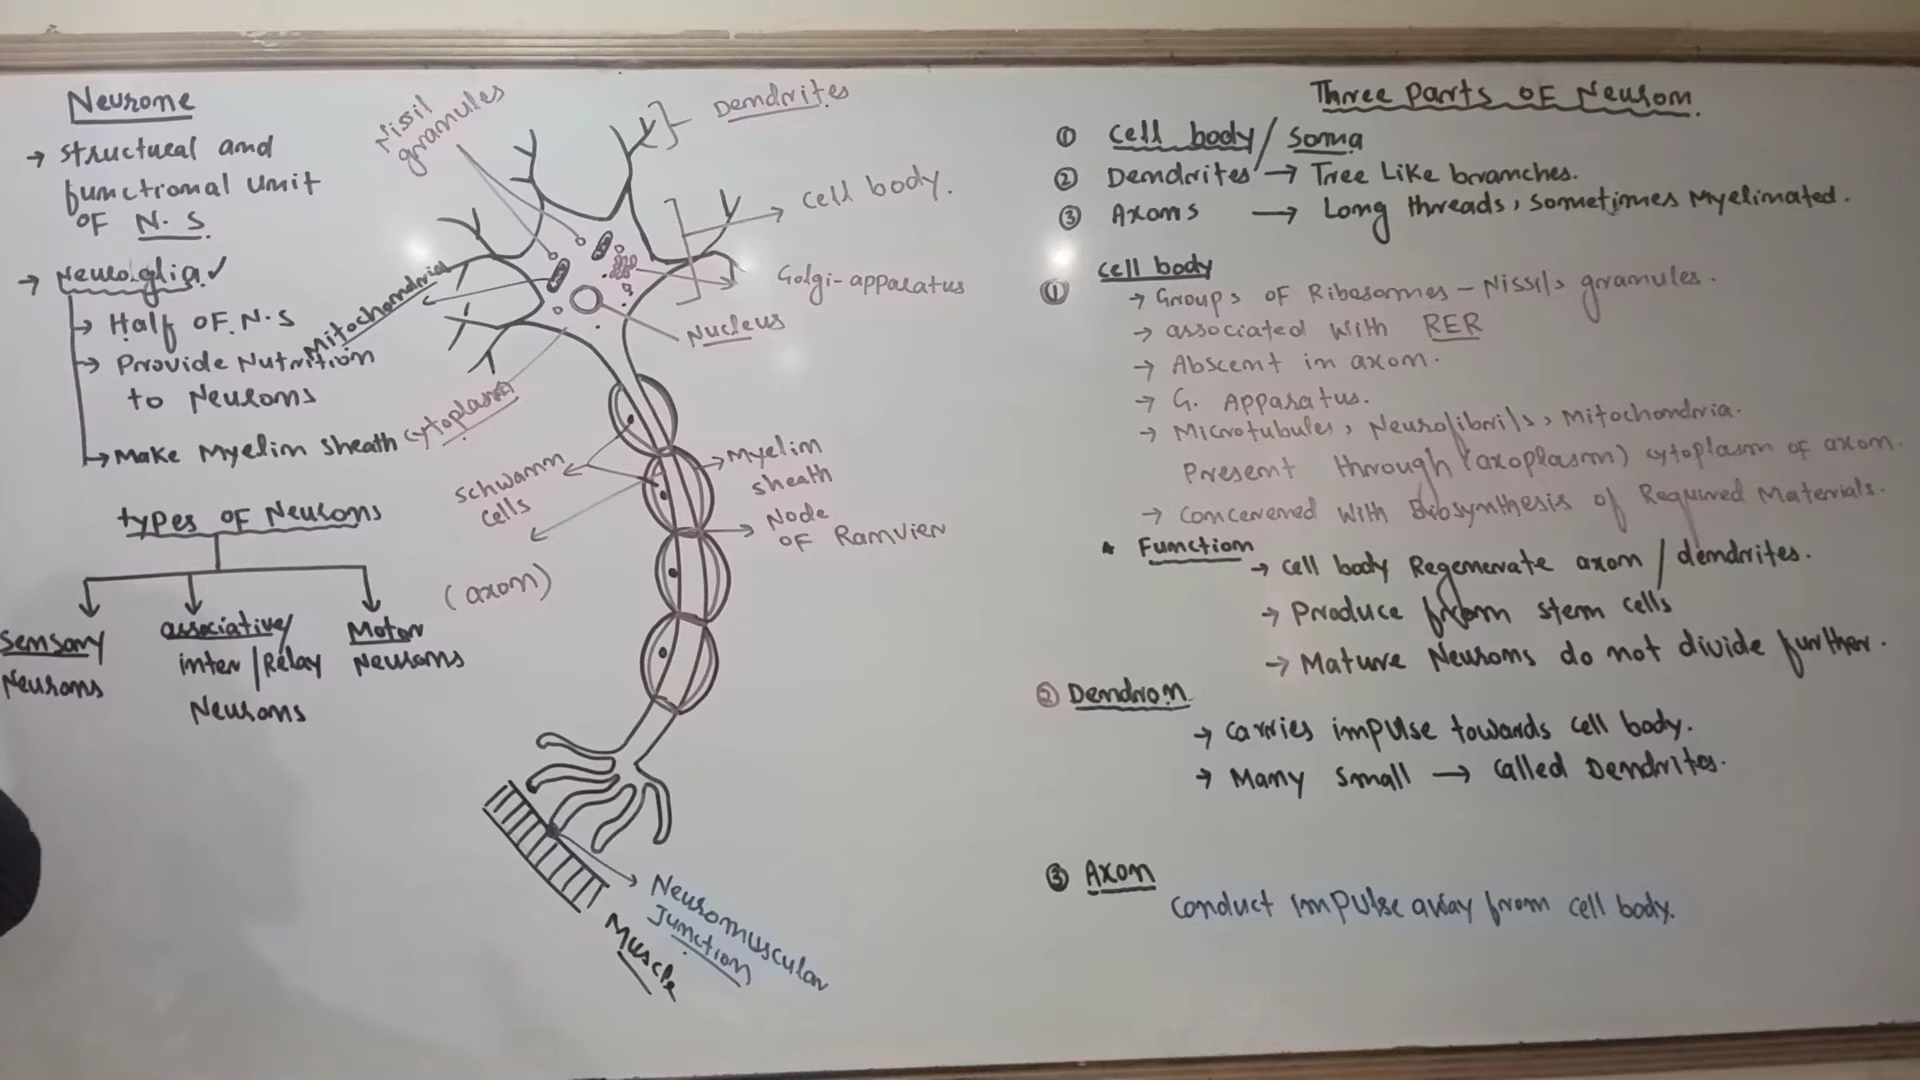 Neurone
→ Structural and
functional unit
OF N.S.
→ Neuroglia ✓
→ Half OF N.S
→ Provide Nutrition
to Neurons
→ Make Myelin Sheath
types OF Neurons
Sensory
Neurons
associative/
inter/Relay
Neurons
Motor
Neurons
Nissil
granules
Dendrites
Cell body.
Golgi-apparatus
Nucleus
Mitochondria
cytoplasm
Schwann
cells
Myelin
sheath
Node
OF Ranvier
(axon)
Neuromuscular
Junction
Muscle
Three Parts OF Neuron.
① Cell body/Soma
② Dendrites → Tree Like branches.
③ Axons → Long threads, sometimes Myelinated.
① Cell body
→ Groups OF Ribosomes - Nissils granules.
→ associated with RER
→ Abscent in axon.
→ G. Apparatus.
→ Microtubules, Neurofibrils, Mitochondria.
Present through (axoplasm) cytoplasm of axon.
→ concerened with Biosynthesis of Required Materials.
* Function
→ Cell body Regenerate axon/dendrites.
→ Produce from stem cells
→ Mature Neurons do not divide further.
② Dendron
→ Carries impulse towards cell body.
→ Many small → called Dendrites.
③ Axon
Conduct impulse away from cell body.